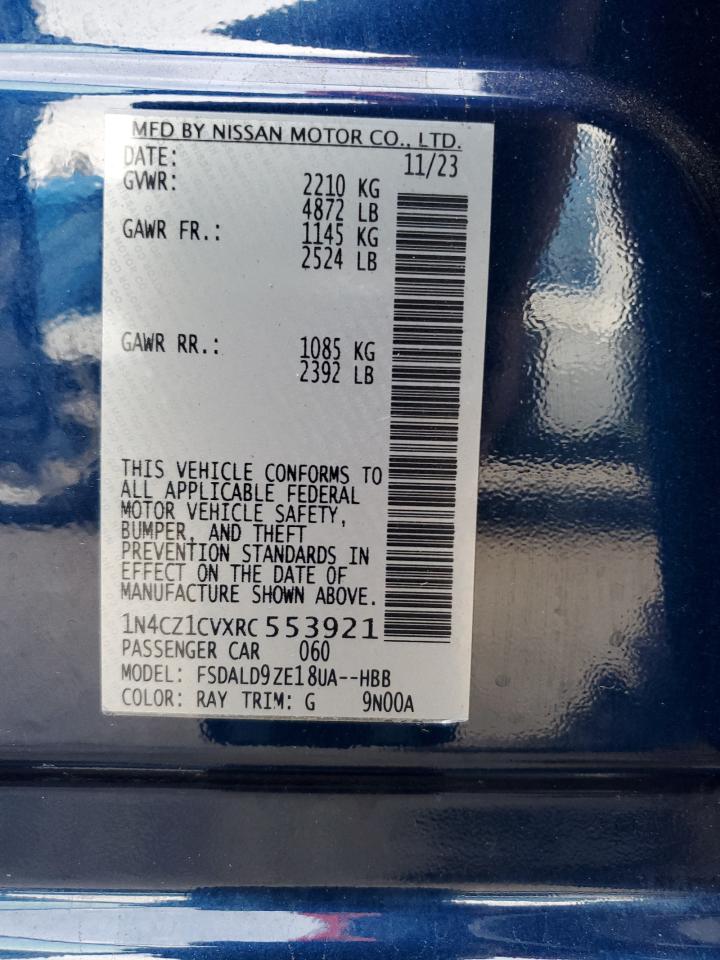 MFD BY NISSAN MOTOR CO., LTD.
DATE: 11/23
GVWR: 2210 KG
4872 LB
GAWR FR.: 1145 KG
2524 LB
GAWR RR.: 1085 KG
2392 LB
THIS VEHICLE CONFORMS TO
ALL APPLICABLE FEDERAL
MOTOR VEHICLE SAFETY,
BUMPER, AND THEFT
PREVENTION STANDARDS IN
EFFECT ON THE DATE OF
MANUFACTURE SHOWN ABOVE.
1N4CZ1CVXRC553921
PASSENGER CAR 060
MODEL: FSDALD9ZE18UA--HBB
COLOR: RAY TRIM: G 9N00A